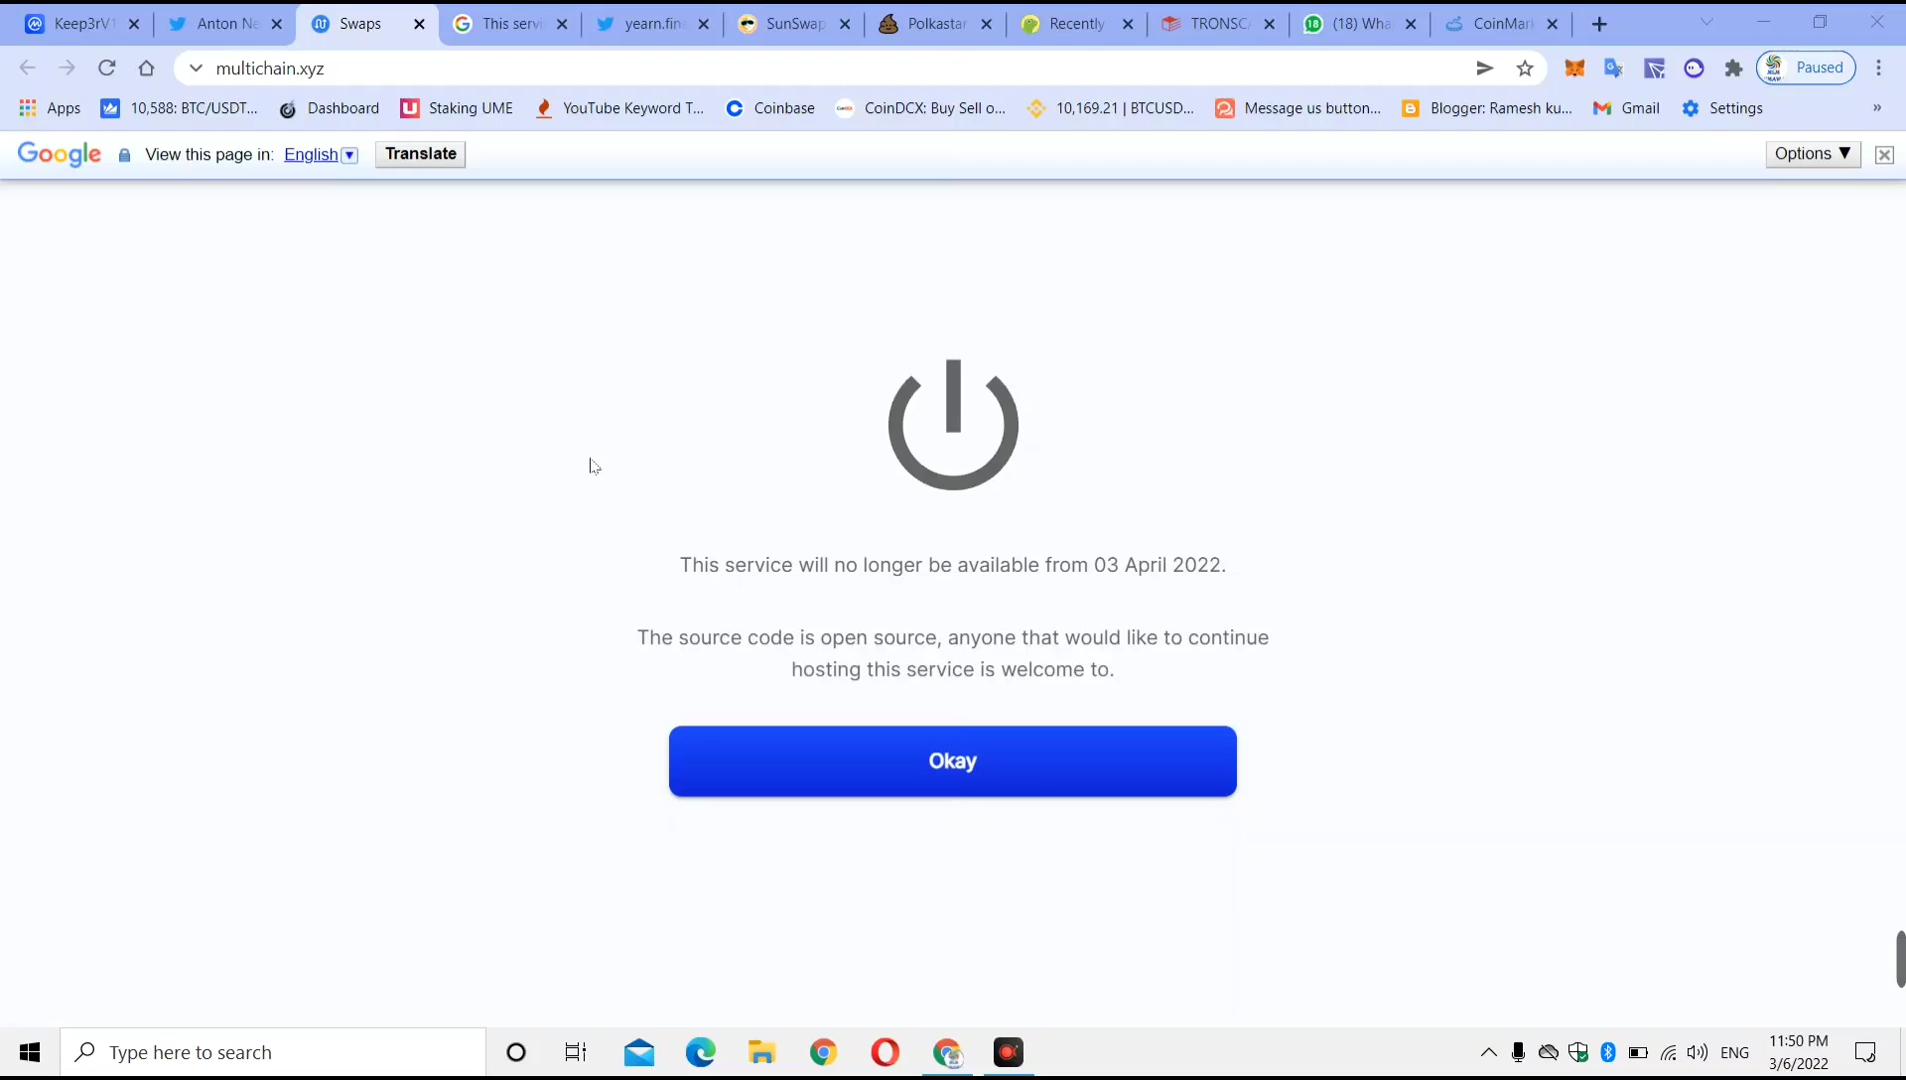 Keep3rV1
Anton Ne
Swaps
This servi
yearn.fin
SunSwap
Polkastar
Recently
TRONSC
(18) Wha
CoinMar
multichain.xyz
Paused
Apps
10,588: BTC/USDT...
Dashboard
Staking UME
YouTube Keyword T...
Coinbase
CoinDCX: Buy Sell o...
10,169.21 | BTCUSD...
Message us button...
Blogger: Ramesh ku...
Gmail
Settings
»
Google
View this page in:
English
Translate
Options ▼
This service will no longer be available from 03 April 2022.
The source code is open source, anyone that would like to continue
hosting this service is welcome to.
Okay
Type here to search
ENG
11:50 PM
3/6/2022